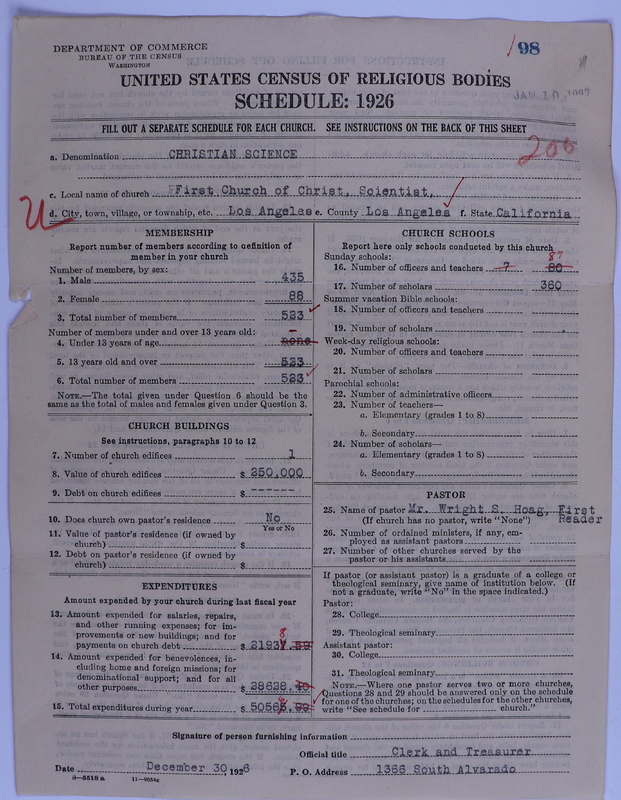 198
8
DEPARTMENT OF COMMERCE
BUREAU OF THE CENSUS
WASHINGTON
UNITED STATES CENSUS OF RELIGIOUS BODIES
JAN 10, 1927
SCHEDULE: 1926
FILL OUT A SEPARATE SCHEDULE FOR EACH CHURCH. SEE INSTRUCTIONS ON THE BACK OF THIS SHEET
206
a. Denomination CHRISTIAN SCIENCE
c. Local name of church First Church of Christ, Scientist,
U
d. City, town, village, or township, etc. Los Angeles e. County Los Angeles f. State California
MEMBERSHIP
Report number of members according to definition of
member in your church
Number of members, by sex:
1. Male 435
2. Female 88
3. Total number of members 523
Number of members under and over 13 years old:
4. Under 13 years of age none
5. 13 years old and over 523
6. Total number of members 523
NOTE.—The total given under Question 6 should be the
same as the total of males and females given under Question 3.
CHURCH BUILDINGS
See instructions, paragraphs 10 to 12
7. Number of church edifices 1
8. Value of church edifices $ 250,000
9. Debt on church edifices $ ------
10. Does church own pastor's residence No
Yes or No
11. Value of pastor's residence (if owned by
church) $
12. Debt on pastor's residence (if owned by
church) $
EXPENDITURES
Amount expended by your church during last fiscal year
13. Amount expended for salaries, repairs,
and other running expenses; for im-
provements or new buildings; and for
8
payments on church debt $ 21937.59
14. Amount expended for benevolences, in-
cluding home and foreign missions; for
denominational support; and for all
other purposes $ 28628.40
15. Total expenditures during year $ 50565.99
CHURCH SCHOOLS
Report here only schools conducted by this church
Sunday schools: 87
16. Number of officers and teachers 7 80
17. Number of scholars 360
Summer vacation Bible schools:
18. Number of officers and teachers
19. Number of scholars
Week-day religious schools:
20. Number of officers and teachers
21. Number of scholars
Parochial schools:
22. Number of administrative officers
23. Number of teachers—
a. Elementary (grades 1 to 8)
b. Secondary
24. Number of scholars—
a. Elementary (grades 1 to 8)
b. Secondary
PASTOR
25. Name of pastor Mr. Wright S. Hoag, First
(If church has no pastor, write "None") Reader
26. Number of ordained ministers, if any, em-
ployed as assistant pastors
27. Number of other churches served by the
pastor or his assistants
If pastor (or assistant pastor) is a graduate of a college or
theological seminary, give name of institution below. (If
not a graduate, write "No" in the space indicated.)
Pastor:
28. College
29. Theological seminary
Assistant pastor:
30. College
31. Theological seminary
NOTE.—Where one pastor serves two or more churches,
Questions 28 and 29 should be answered only on the schedule
for one of the churches; on the schedules for the other churches,
write "See schedule for church."
Signature of person furnishing information
Official title Clerk and Treasurer
Date December 30, 1926 P. O. Address 1366 South Alvarado
8—5518a 11—9054a